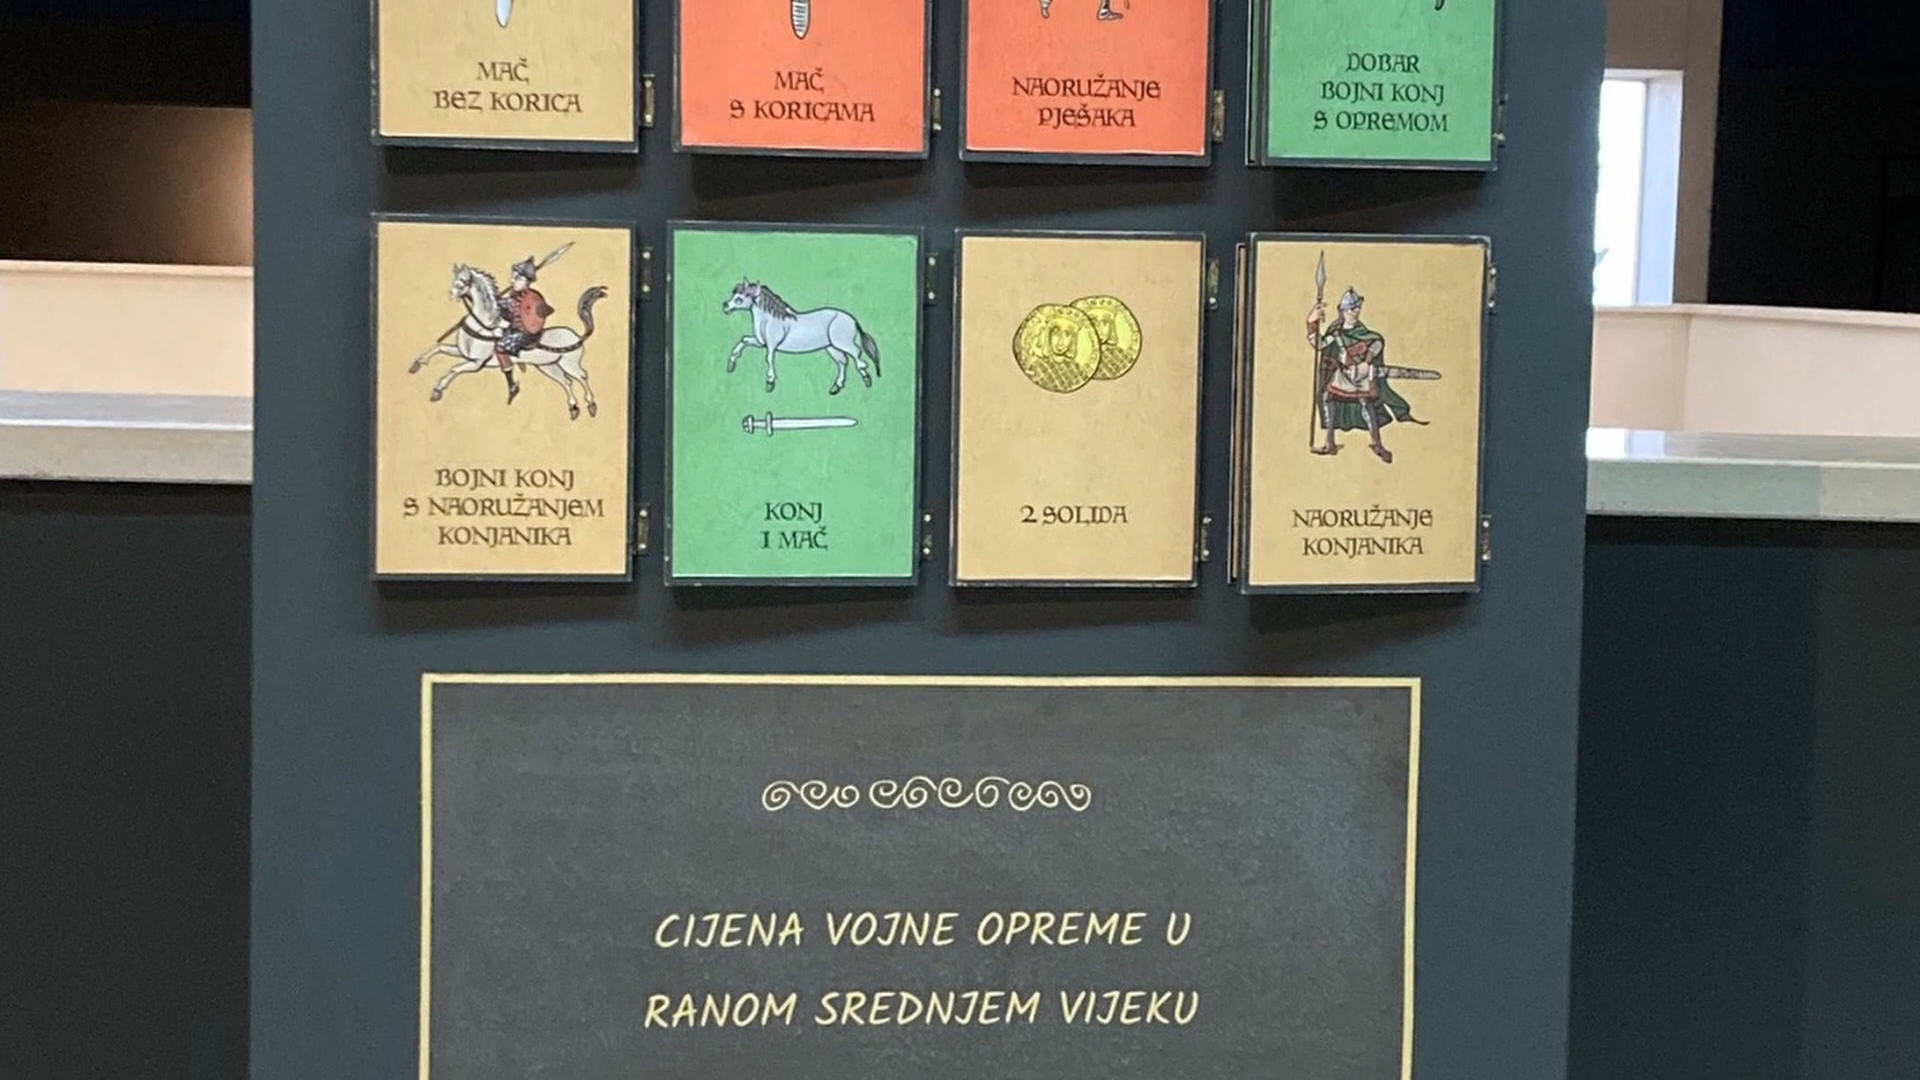 MAČ
BEZ KORICA
MAČ
S KORICAMA
NAORUŽANJE
PJEŠAKA
DOBAR
BOJNI KONJ
S OPREMOM
BOJNI KONJ
S NAORUŽANJEM
KONJANIKA
KONJ
I MAČ
2 SOLIDA
NAORUŽANJE
KONJANIKA
CIJENA VOJNE OPREME U
RANOM SREDNJEM VIJEKU